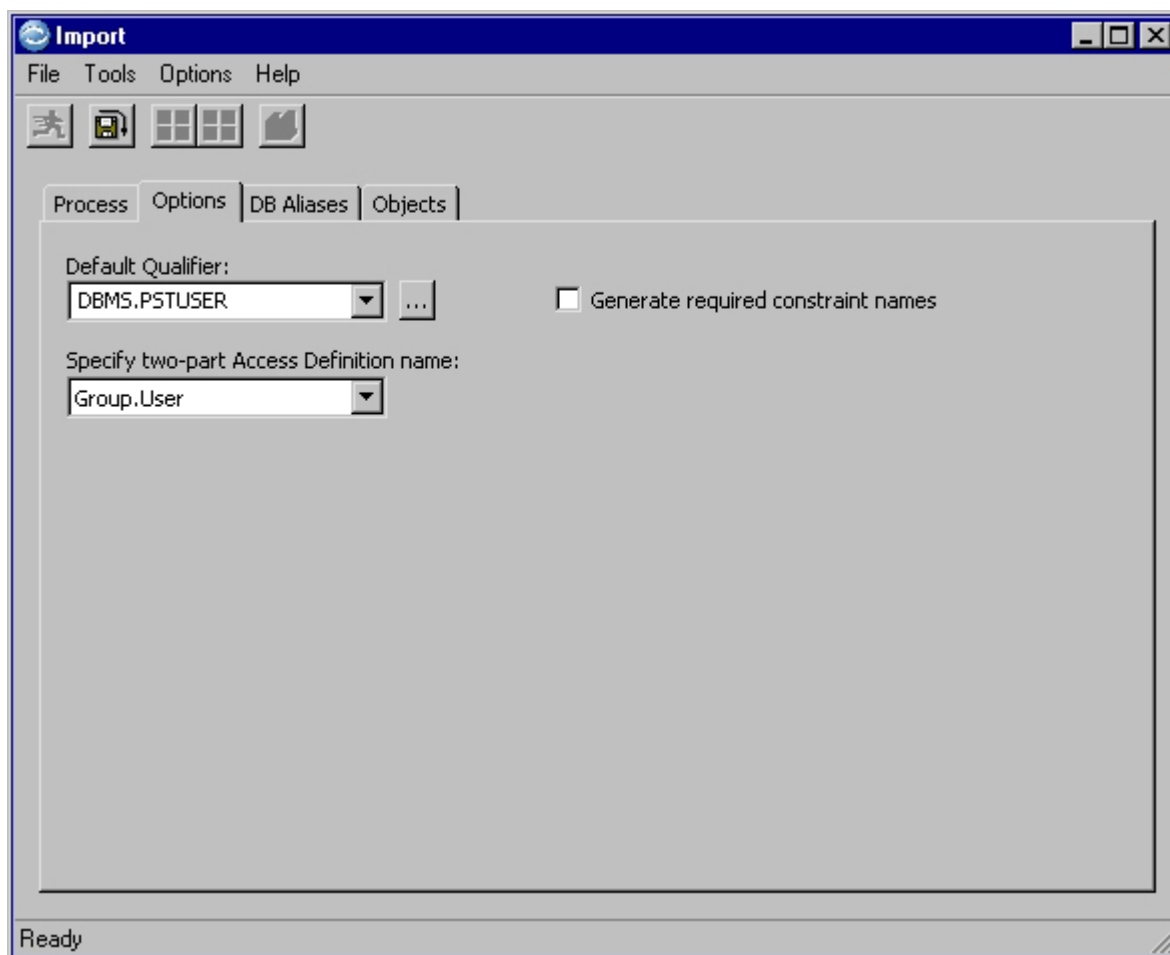 Import
File Tools Options Help
Process Options DB Aliases Objects
Default Qualifier:
DBMS.PSTUSER ... Generate required constraint names
Specify two-part Access Definition name:
Group.User
Ready